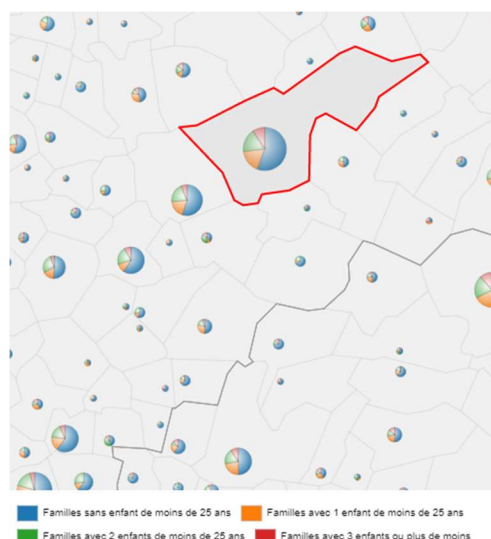 Familles sans enfant de moins de 25 ans Familles avec 1 enfant de moins de 25 ans
Familles avec 2 enfants de moins de 25 ans Familles avec 3 enfants ou plus de moins